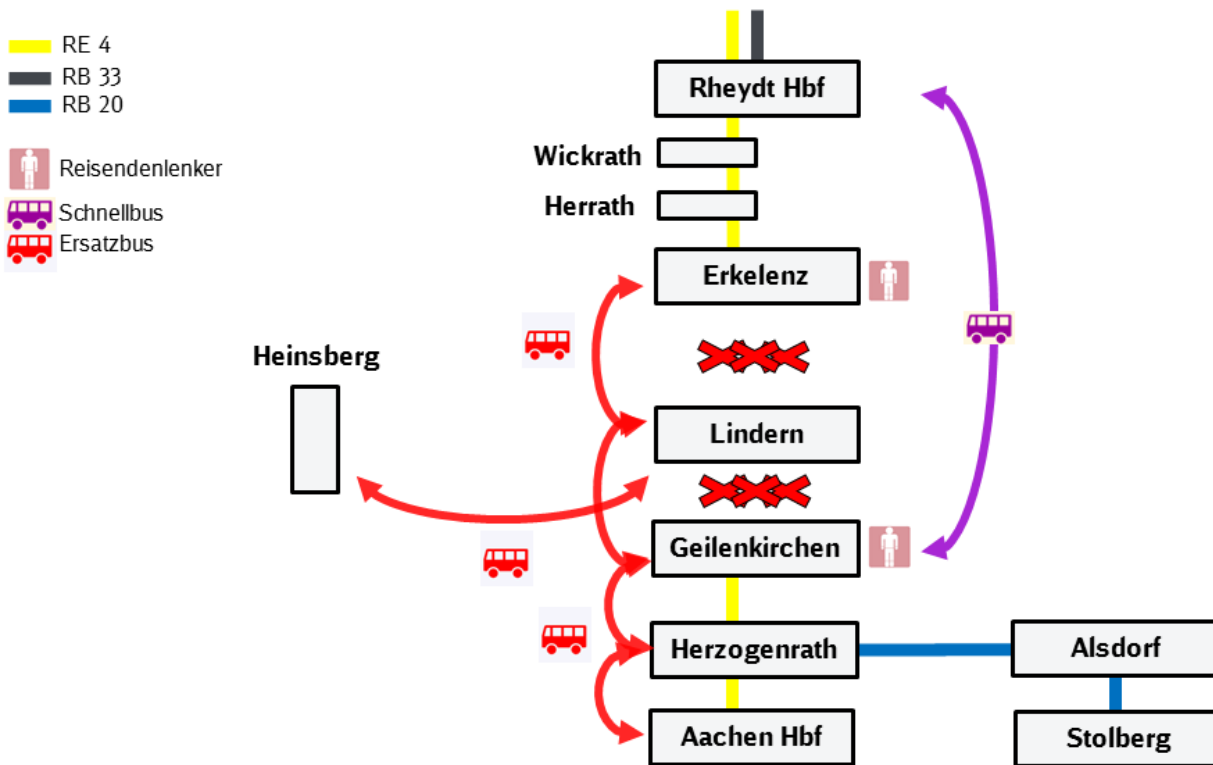 RE 4
RB 33
RB 20
Reisendenlenker
Schnellbus
Ersatzbus
Rheydt Hbf
Wickrath
Herrath
Erkelenz
Heinsberg
Lindern
Geilenkirchen
Herzogenrath
Alsdorf
Aachen Hbf
Stolberg